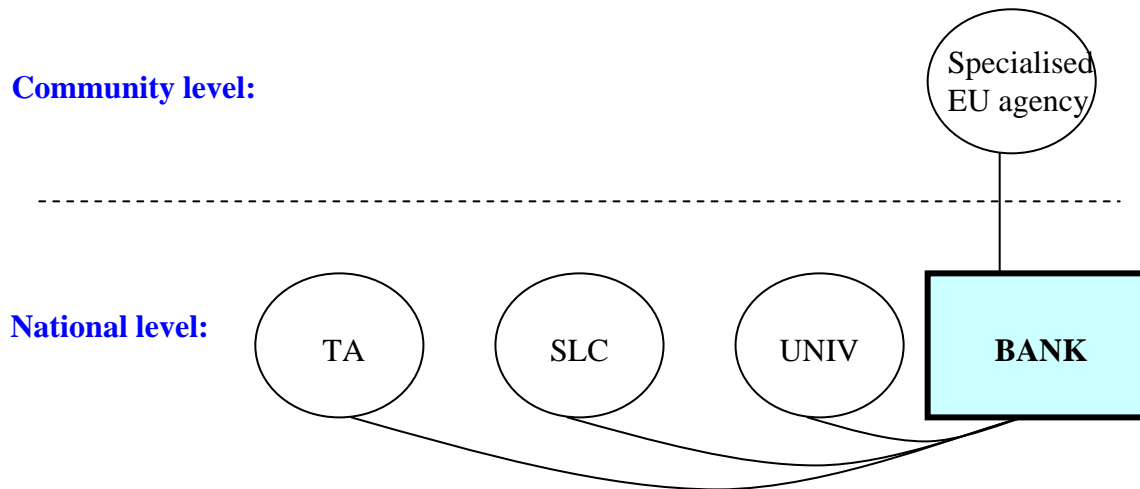 Specialised
EU agency
Community level:
National level:
TA
SLC
UNIV
BANK